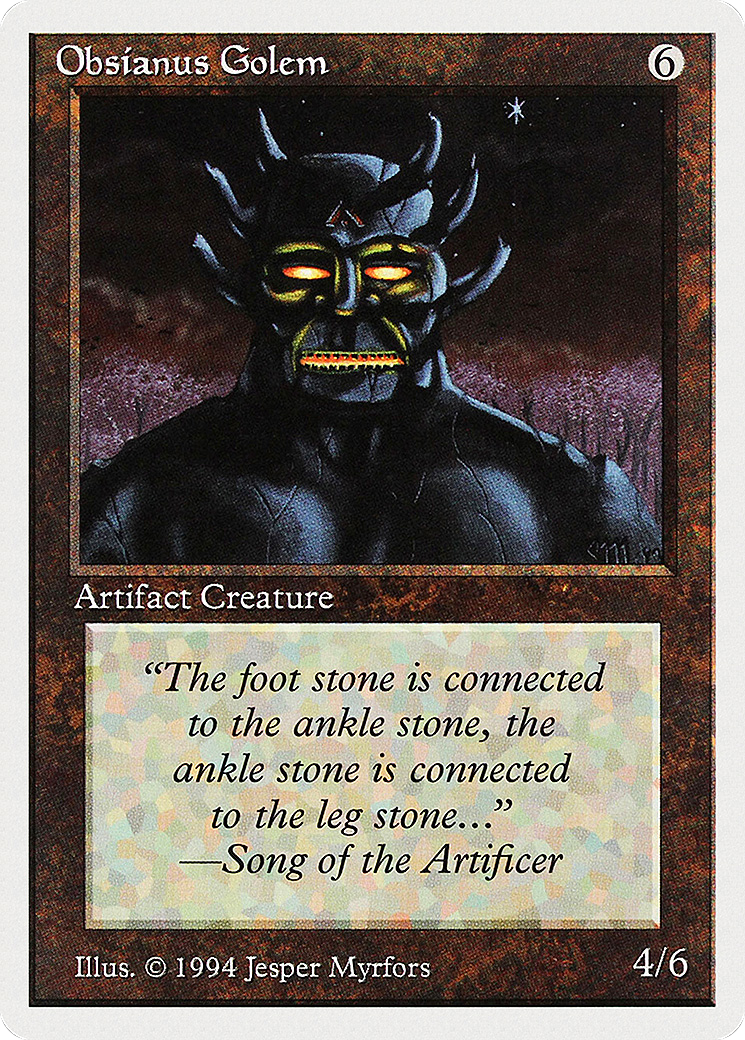 Obsianus Golem 6
Artifact Creature
“The foot stone is connected
to the ankle stone, the
ankle stone is connected
to the leg stone...”
—Song of the Artificer
Illus. © 1994 Jesper Myrfors 4/6